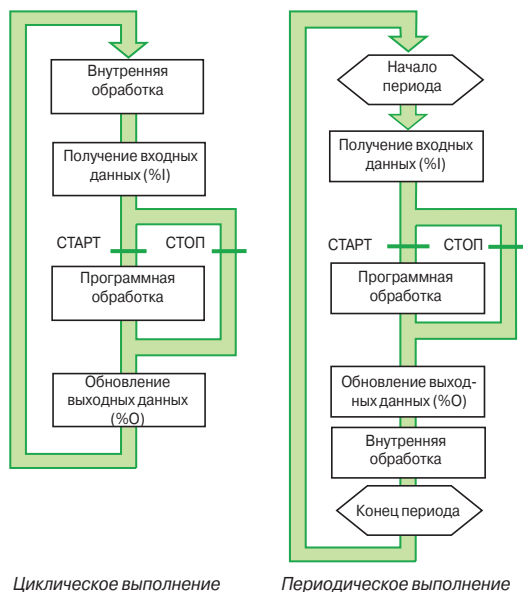 Внутренняя
обработка
Получение входных
данных (%I)
СТАРТ
СТОП
Программная
обработка
Обновление
выходных данных
(%O)
Циклическое выполнение
Начало
периода
Получение входных
данных (%I)
СТАРТ
СТОП
Программная
обработка
Обновление выход-
ных данных (%O)
Внутренняя
обработка
Конец периода
Периодическое выполнение